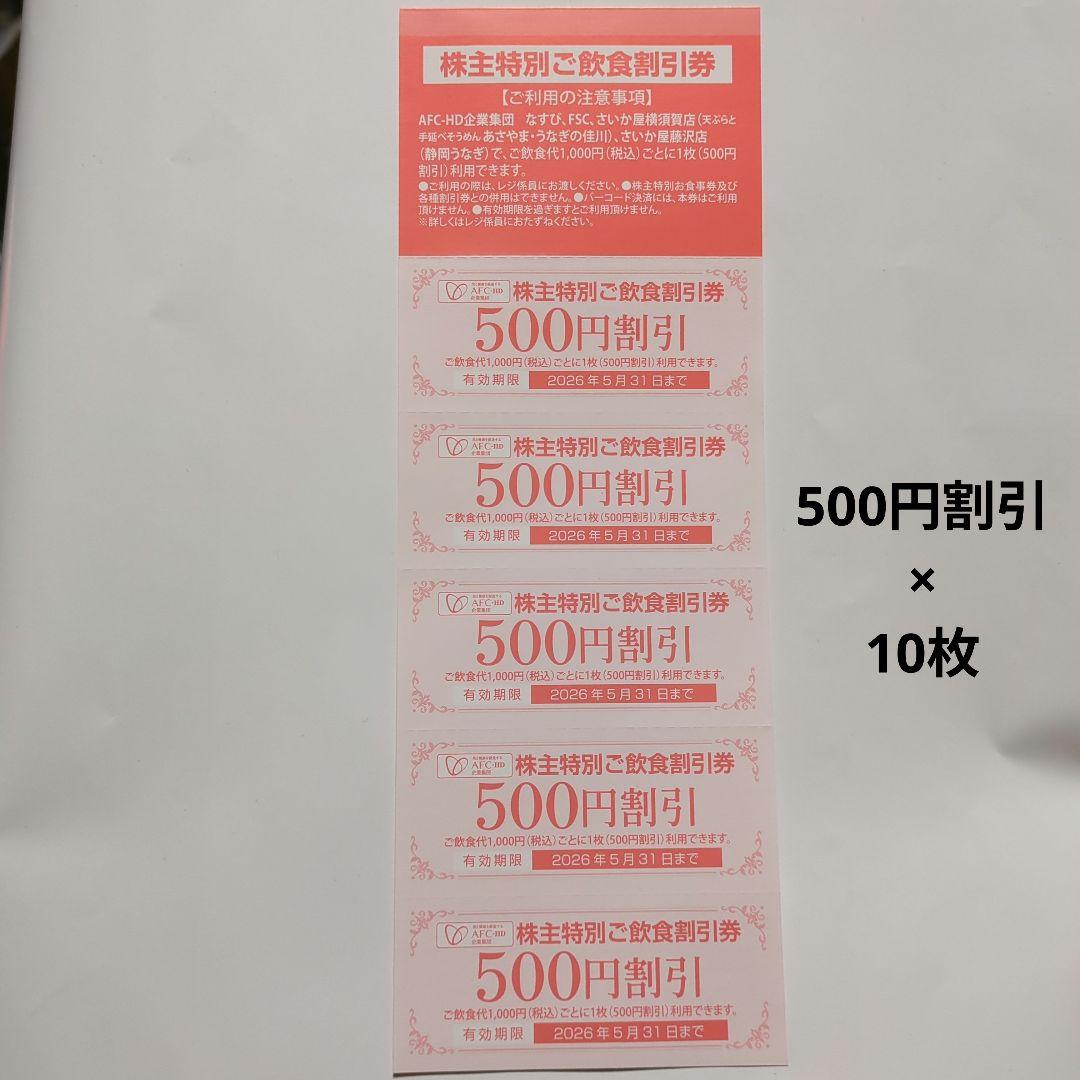 株主特別ご飲食割引券
【ご利用の注意事項】
AFC-HD企業集団　なすび、FSC、さいか屋横須賀店（天ぷらと
手延べそうめん あさやま・うなぎの佳川）、さいか屋藤沢店
（静岡うなぎ）で、ご飲食代1,000円（税込）ごとに1枚（500円
割引）利用できます。
●ご利用の際は、レジ係員にお渡しください。●株主特別お食事券及び
各種割引券との併用はできません。●バーコード決済には、本券はご利用
頂けません。●有効期限を過ぎますとご利用頂けません。
※詳しくはレジ係員におたずねください。
AFC-HD 企業集団 株主特別ご飲食割引券
500円割引
ご飲食代1,000円（税込）ごとに1枚（500円割引）利用できます。
有効期限 2026年5月31日まで
AFC-HD 企業集団 株主特別ご飲食割引券
500円割引
ご飲食代1,000円（税込）ごとに1枚（500円割引）利用できます。
有効期限 2026年5月31日まで
AFC-HD 企業集団 株主特別ご飲食割引券
500円割引
ご飲食代1,000円（税込）ごとに1枚（500円割引）利用できます。
有効期限 2026年5月31日まで
AFC-HD 企業集団 株主特別ご飲食割引券
500円割引
ご飲食代1,000円（税込）ごとに1枚（500円割引）利用できます。
有効期限 2026年5月31日まで
AFC-HD 企業集団 株主特別ご飲食割引券
500円割引
ご飲食代1,000円（税込）ごとに1枚（500円割引）利用できます。
有効期限 2026年5月31日まで
500円割引
×
10枚